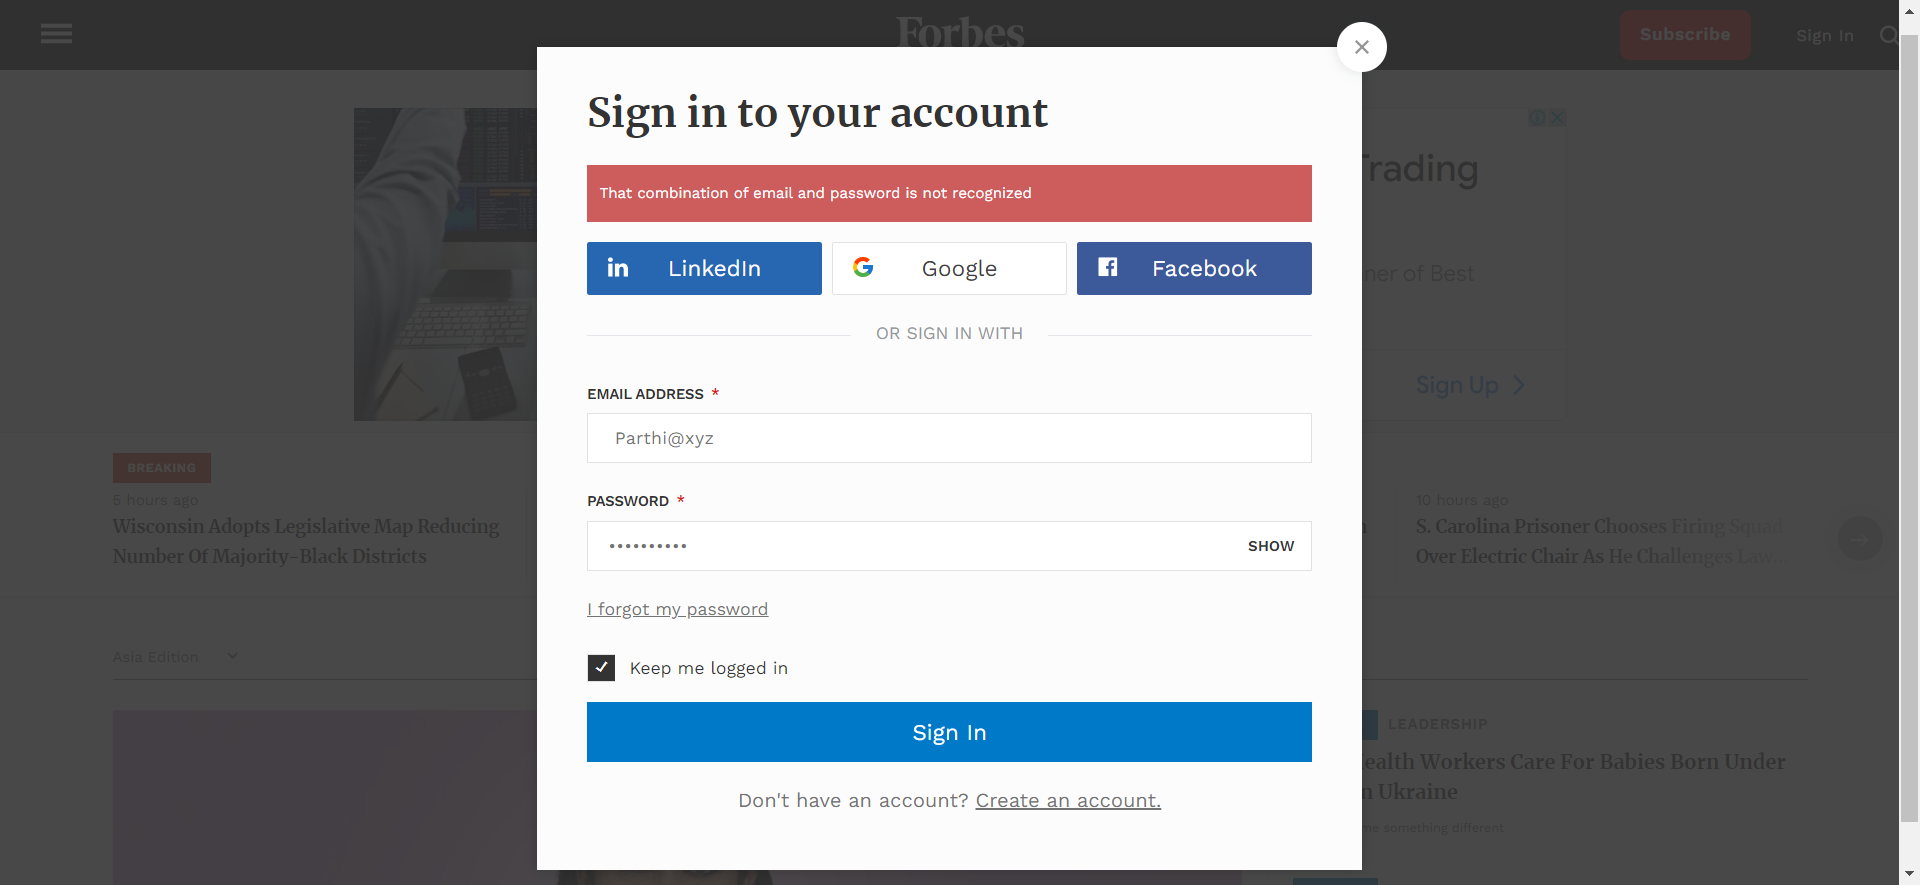 Forbes
Subscribe
Sign In
Sign in to your account
That combination of email and password is not recognized
LinkedIn
Google
Facebook
OR SIGN IN WITH
EMAIL ADDRESS *
Parthi@xyz
PASSWORD *
••••••••••
SHOW
I forgot my password
Keep me logged in
Sign In
Don't have an account? Create an account.
Trading
ner of Best
Sign Up
BREAKING
5 hours ago
Wisconsin Adopts Legislative Map Reducing
Number Of Majority-Black Districts
10 hours ago
S. Carolina Prisoner Chooses Firing Squad
Over Electric Chair As He Challenges Law...
Asia Edition
LEADERSHIP
ealth Workers Care For Babies Born Under
n Ukraine
me something different